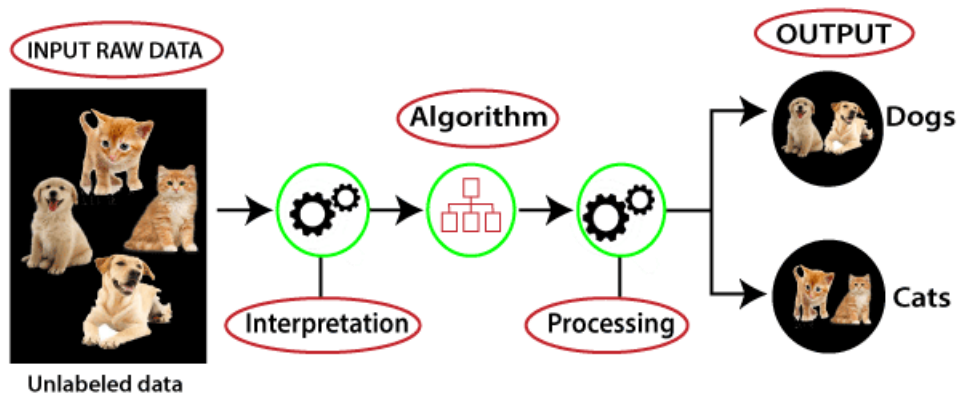 INPUT RAW DATA
Unlabeled data
Interpretation
Algorithm
Processing
OUTPUT
Dogs
Cats